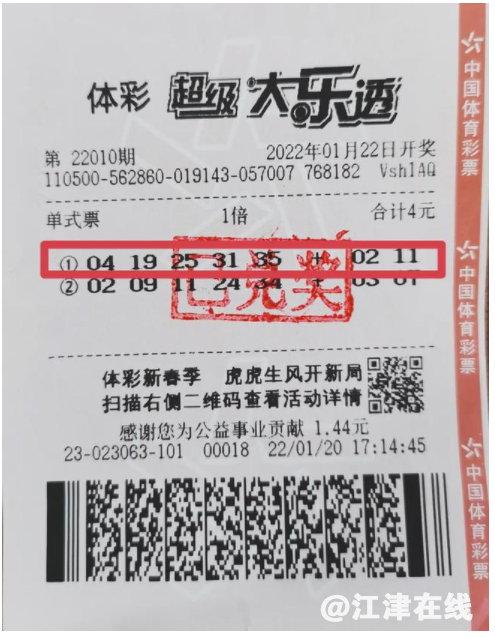 体彩 超级大乐透
第 22010期 2022年01月22日开奖
110500-562860-019143-057007 768182 Vsh1AQ
单式票 1倍 合计4元
① 04 19 25 31 35 + 02 11
② 02 09 11 24 34 + 03 07
已兑奖
体彩新春季 虎虎生风开新局
扫描右侧二维码查看活动详情
感谢您为公益事业贡献 1.44元
23-023063-101 00018 22/01/20 17:14:45
中国体育彩票
中国体育彩票
中国体育彩票
@江津在线